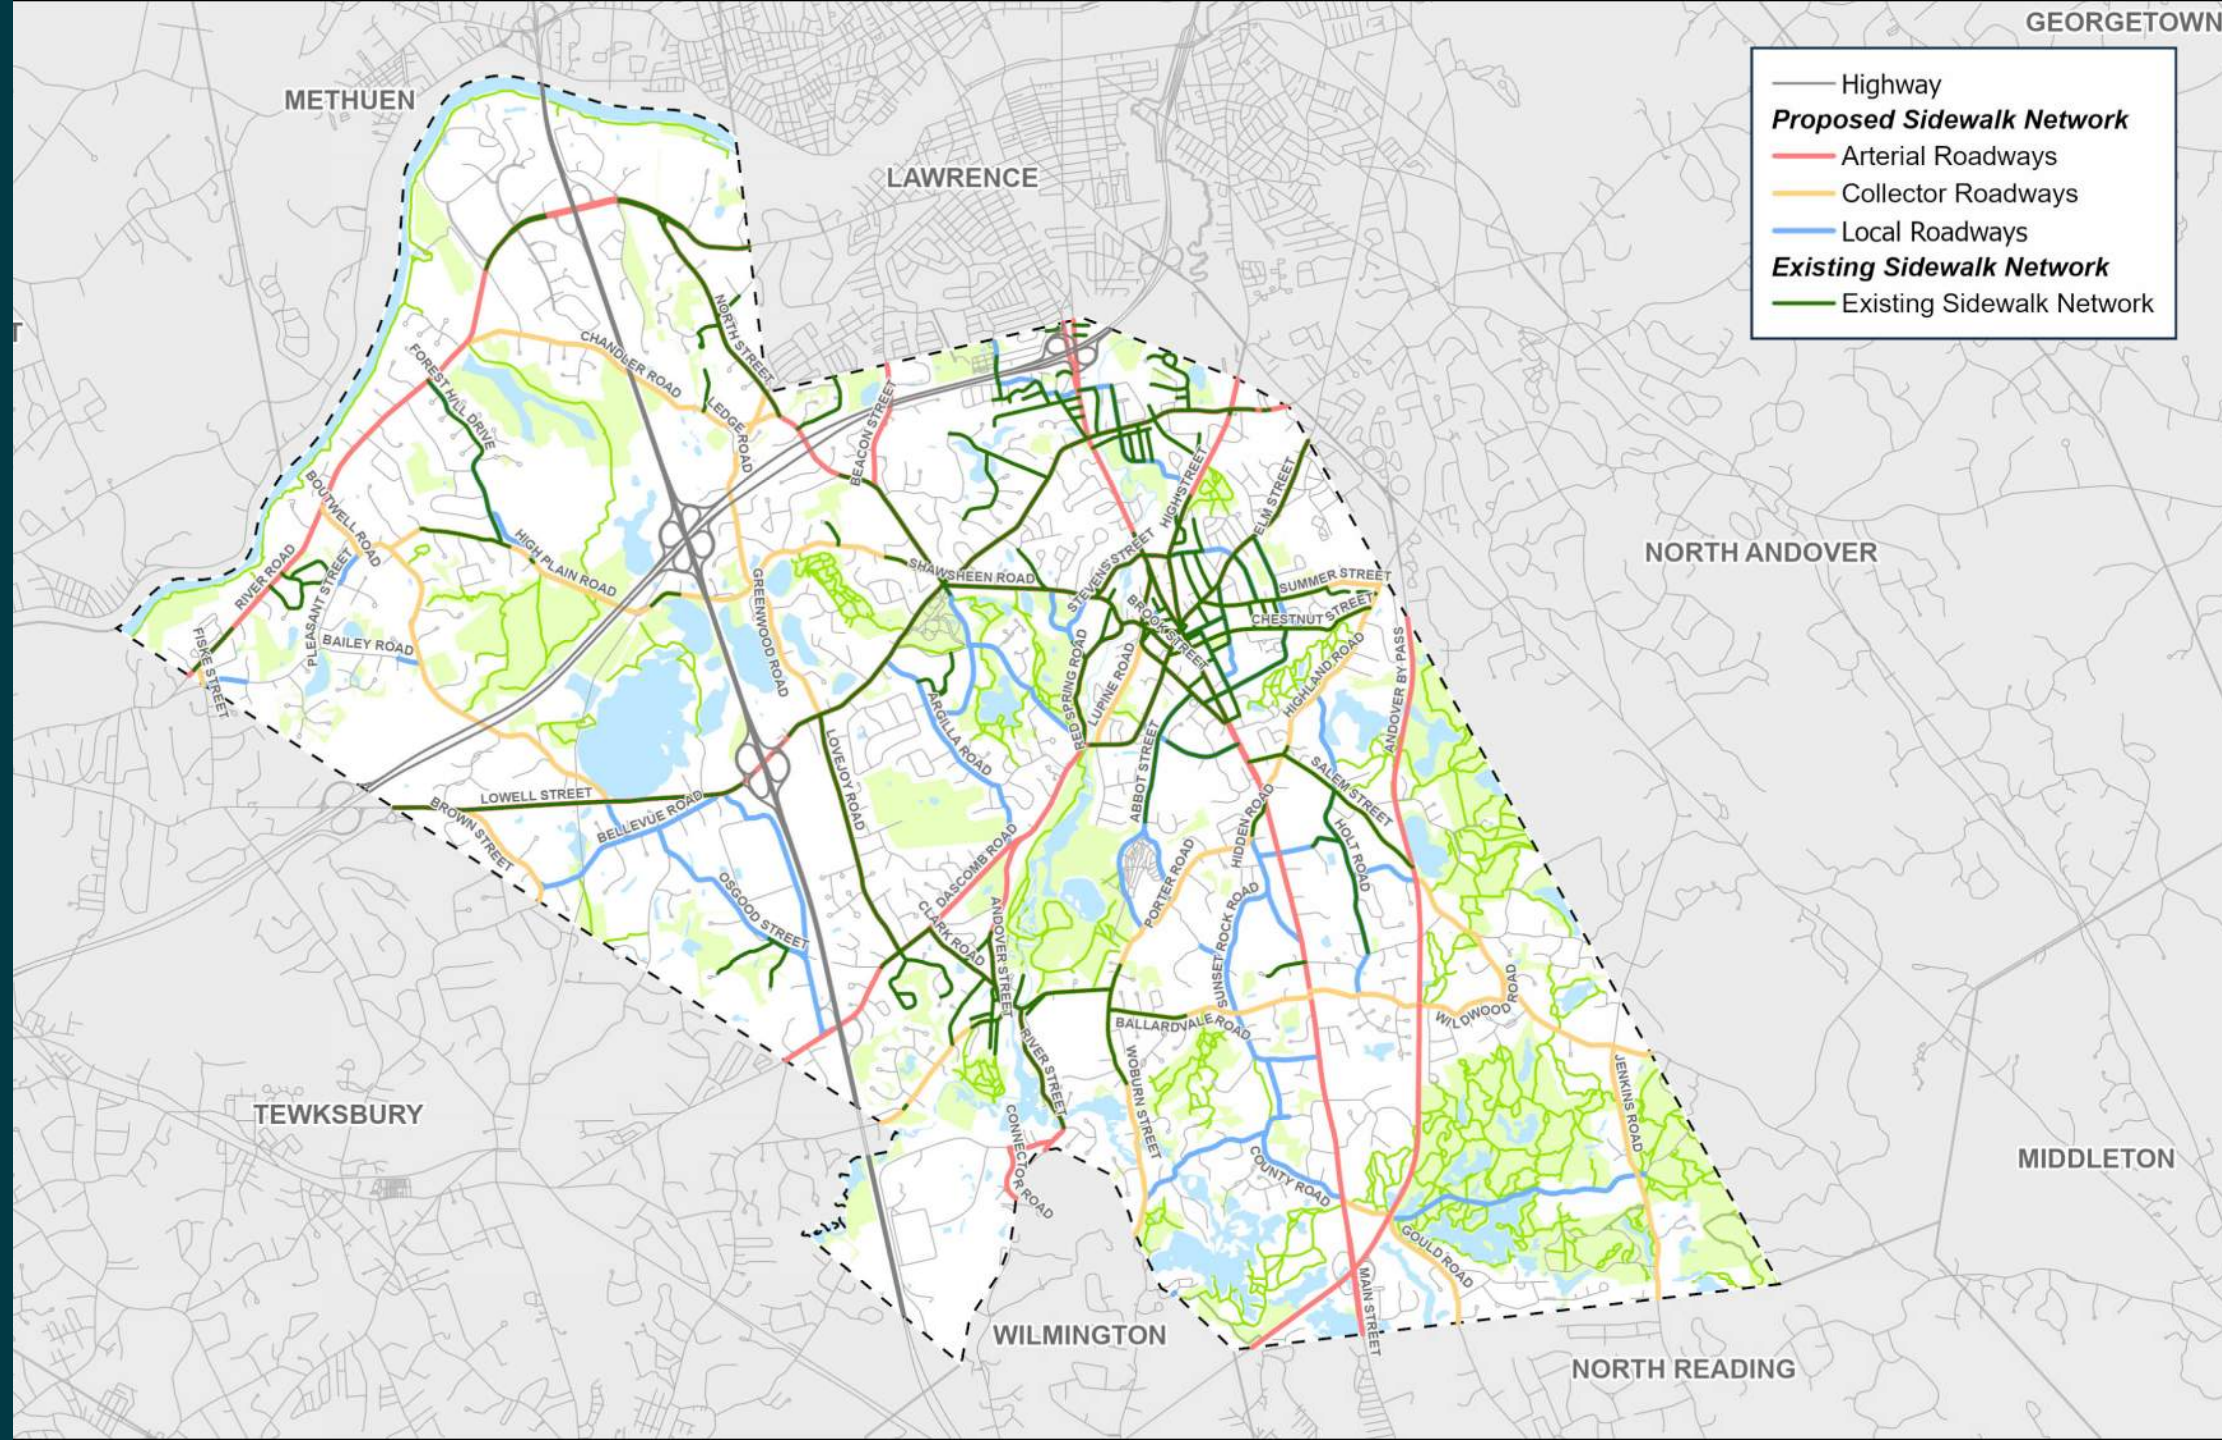 GEORGETOWN
METHUEN
Highway
Proposed Sidewalk Network
Arterial Roadways
Collector Roadways
Local Roadways
Existing Sidewalk Network
Existing Sidewalk Network
LAWRENCE
T
NORTH STREET
CHANDLER ROAD
FOREST HILL DRIVE
LEDGE ROAD
BEACON STREET
BOUTWELL ROAD
HIGH STREET
ELM STREET
HIGH PLAIN ROAD
NORTH ANDOVER
RIVER ROAD
PLEASANT STREET
SHAWSHEEN ROAD
STEVENS STREET
SUMMER STREET
CHESTNUT STREET
BROOK STREET
GREENWOOD ROAD
FISKE STREET
BAILEY ROAD
RED SPRING ROAD
LUPINE ROAD
HIGHLAND ROAD
ANDOVER BY PASS
ARGILLA ROAD
LOVEJOY ROAD
ABBOT STREET
SALEM STREET
LOWELL STREET
BROWN STREET
BELLEVUE ROAD
HIDDEN ROAD
HOLT ROAD
DASCOMB ROAD
PORTER ROAD
OSGOOD STREET
CLARK ROAD
ANDOVER STREET
SUNSET ROCK ROAD
WILDWOOD ROAD
BALLARDVALE ROAD
RIVER STREET
WOBURN STREET
JENKINS ROAD
TEWKSBURY
CONNECTOR ROAD
COUNTY ROAD
MIDDLETON
GOULD ROAD
MAIN STREET
WILMINGTON
NORTH READING